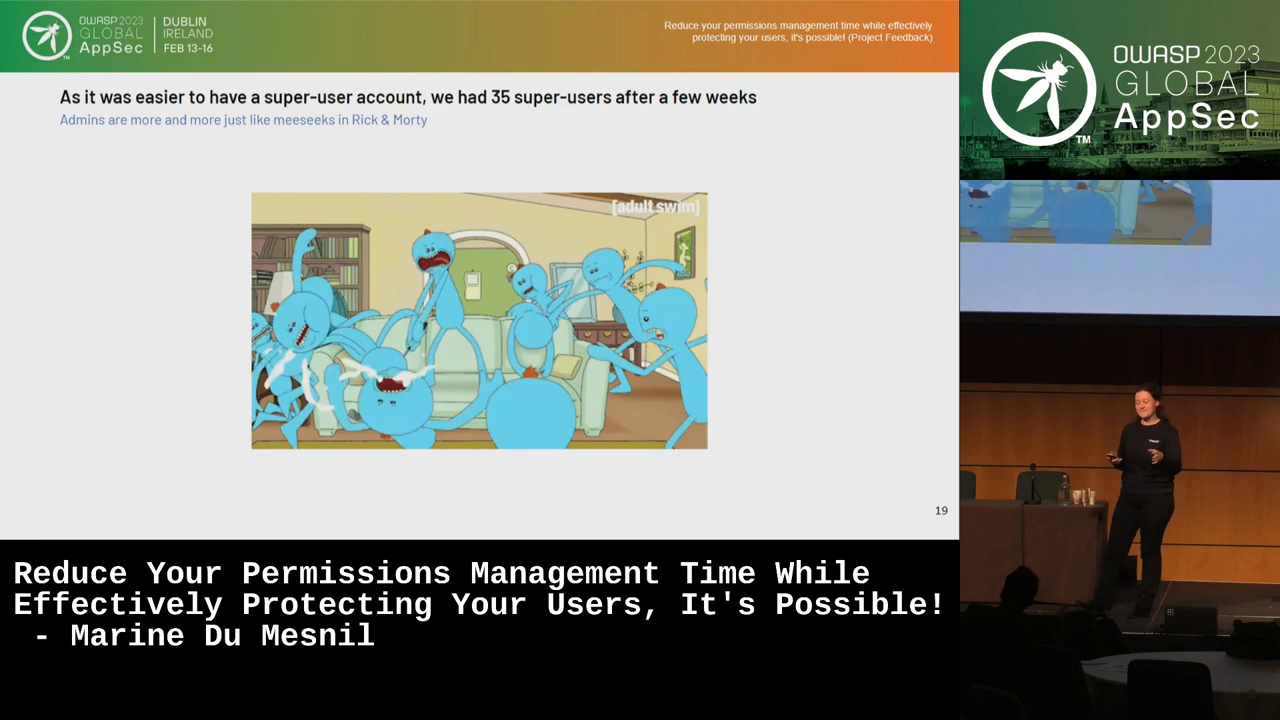 OWASP 2023
GLOBAL
AppSec
TM
DUBLIN
IRELAND
FEB 13-16
Reduce your permissions management time while effectively
protecting your users, it's possible! (Project Feedback)
As it was easier to have a super-user account, we had 35 super-users after a few weeks
Admins are more and more just like meeseeks in Rick & Morty
[adult swim]
19
OWASP 2023
GLOBAL
AppSec
TM
Reduce Your Permissions Management Time While
Effectively Protecting Your Users, It's Possible!
- Marine Du Mesnil